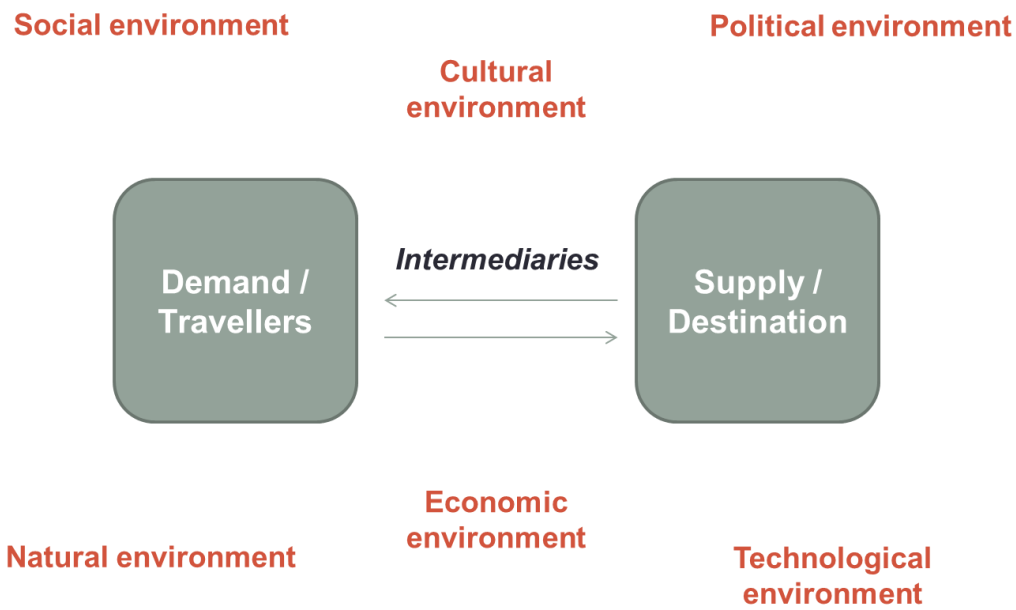 Social environment
Political environment
Cultural
environment
Intermediaries
Demand /
Travellers
Supply /
Destination
Economic
environment
Natural environment
Technological
environment